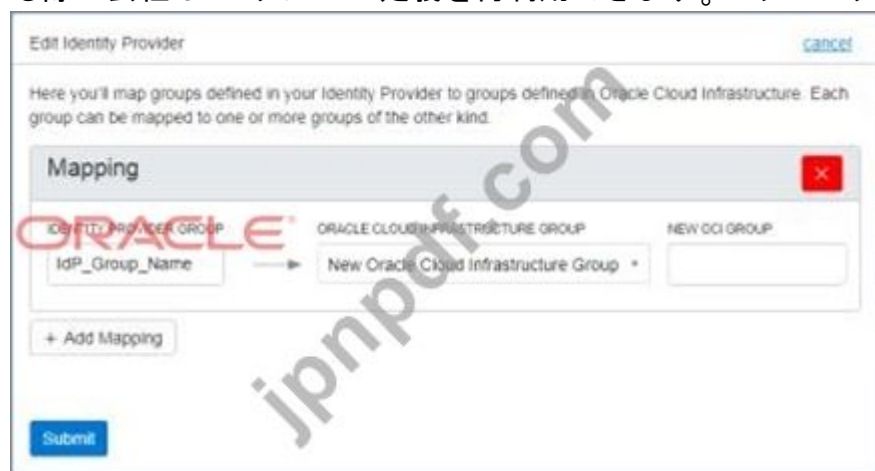 Edit Identity Provider
cancel
Here you'll map groups defined in your Identity Provider to groups defined in Oracle Cloud Infrastructure. Each
group can be mapped to one or more groups of the other kind.
Mapping
×
IDENTITY PROVIDER GROUP
ORACLE CLOUD INFRASTRUCTURE GROUP
NEW OCI GROUP
ORACLE
IdP_Group_Name
New Oracle Cloud Infrastructure Group
+ Add Mapping
Submit
jpnpdf.com